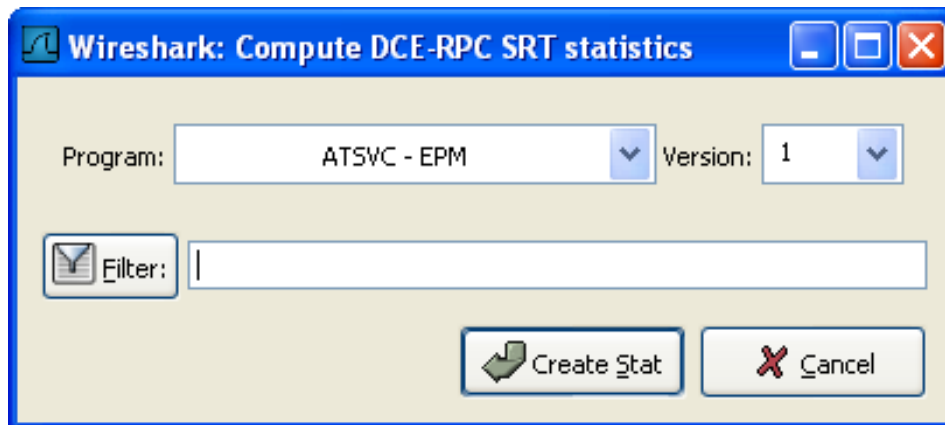 Wireshark: Compute DCE-RPC SRT statistics
Program: ATSVC - EPM Version: 1
Filter:
Create Stat Cancel